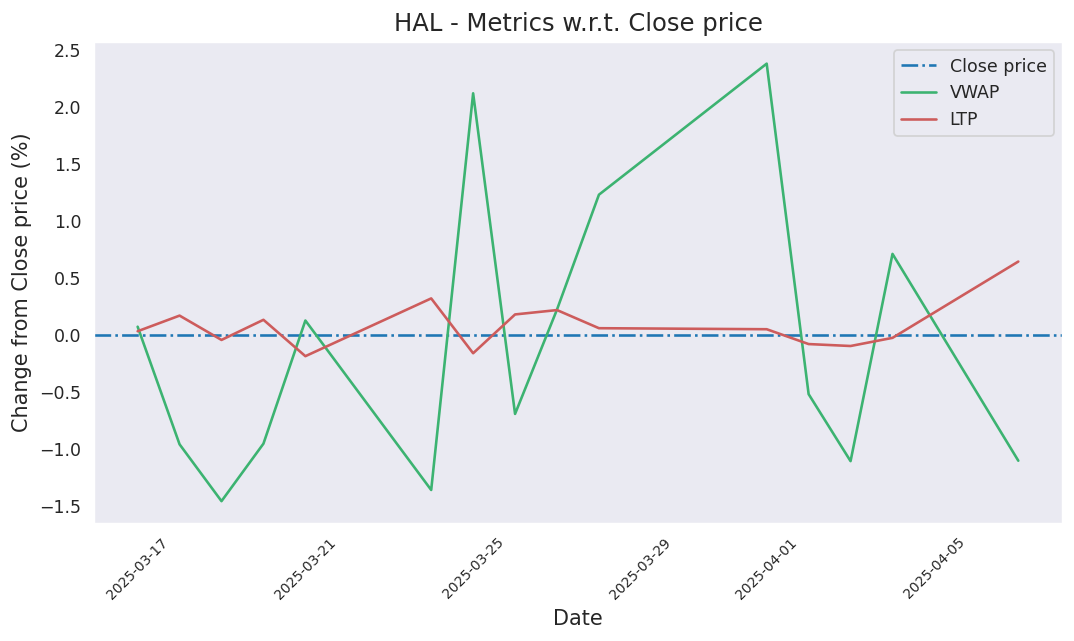 HAL - Metrics w.r.t. Close price
Change from Close price (%)
2.5
2.0
1.5
1.0
0.5
0.0
−0.5
−1.0
−1.5
Close price
VWAP
LTP
2025-03-17
2025-03-21
2025-03-25
2025-03-29
2025-04-01
2025-04-05
Date